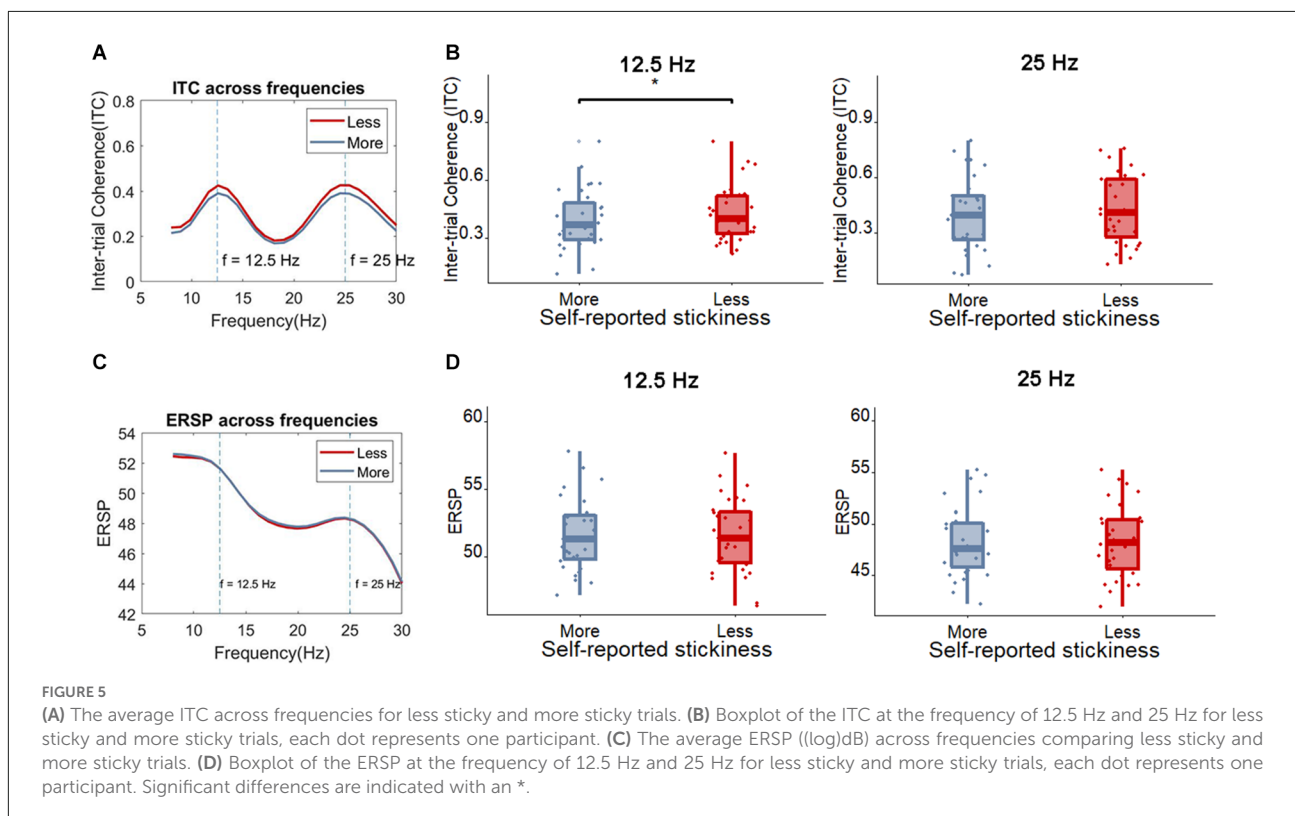 A
ITC across frequencies
Inter-trial Coherence(ITC)
0.8
0.6
0.4
0.2
0
Less
More
f = 12.5 Hz
f = 25 Hz
5 10 15 20 25 30
Frequency(Hz)
B
12.5 Hz
*
Inter-trial Coherence (ITC)
0.9
0.6
0.3
More Less
Self-reported stickiness
25 Hz
Inter-trial Coherence (ITC)
0.9
0.6
0.3
More Less
Self-reported stickiness
C
ERSP across frequencies
ERSP
54
52
50
48
46
44
42
Less
More
f = 12.5 Hz
f = 25 Hz
5 10 15 20 25 30
Frequency(Hz)
D
12.5 Hz
ERSP
60
55
50
More Less
Self-reported stickiness
25 Hz
ERSP
60
55
50
45
More Less
Self-reported stickiness
FIGURE 5
(A) The average ITC across frequencies for less sticky and more sticky trials. (B) Boxplot of the ITC at the frequency of 12.5 Hz and 25 Hz for less
sticky and more sticky trials, each dot represents one participant. (C) The average ERSP ((log)dB) across frequencies comparing less sticky and
more sticky trials. (D) Boxplot of the ERSP at the frequency of 12.5 Hz and 25 Hz for less sticky and more sticky trials, each dot represents one
participant. Significant differences are indicated with an *.